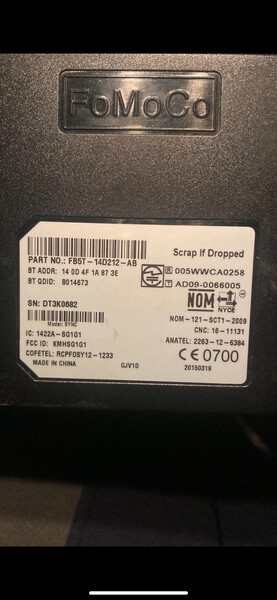 FoMoCo
Scrap If Dropped
PART NO.: FB5T-14D212-AB
BT ADDR: 14 0D 4F 1A 87 3E
BT QDID: B014673
R 005WWCA0258
T AD09-0066005
SN: DT3K0682
Model: SYNC
NOM
NYCE
NOM-121-SCT1-2009
IC: 1422A-SG1G1
CNC: 16-11131
FCC ID: KMHSG1G1
ANATEL: 2263-12-6384
COFETEL: RCPFOSY12-1233
CE 0700
MADE IN CHINA
GJV10
20150319